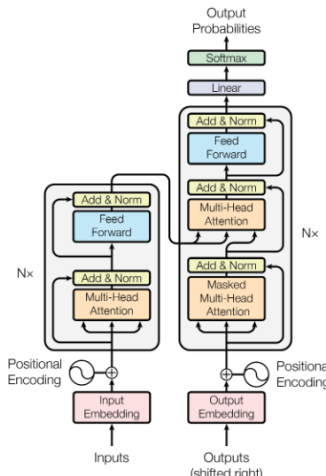 Output
Probabilities
Softmax
Linear
Add & Norm
Feed
Forward
Add & Norm
Multi-Head
Attention
Add & Norm
Masked
Multi-Head
Attention
Nx
Positional
Encoding
Output
Embedding
Outputs
(shifted right)
Add & Norm
Feed
Forward
Add & Norm
Multi-Head
Attention
N×
Positional
Encoding
Input
Embedding
Inputs